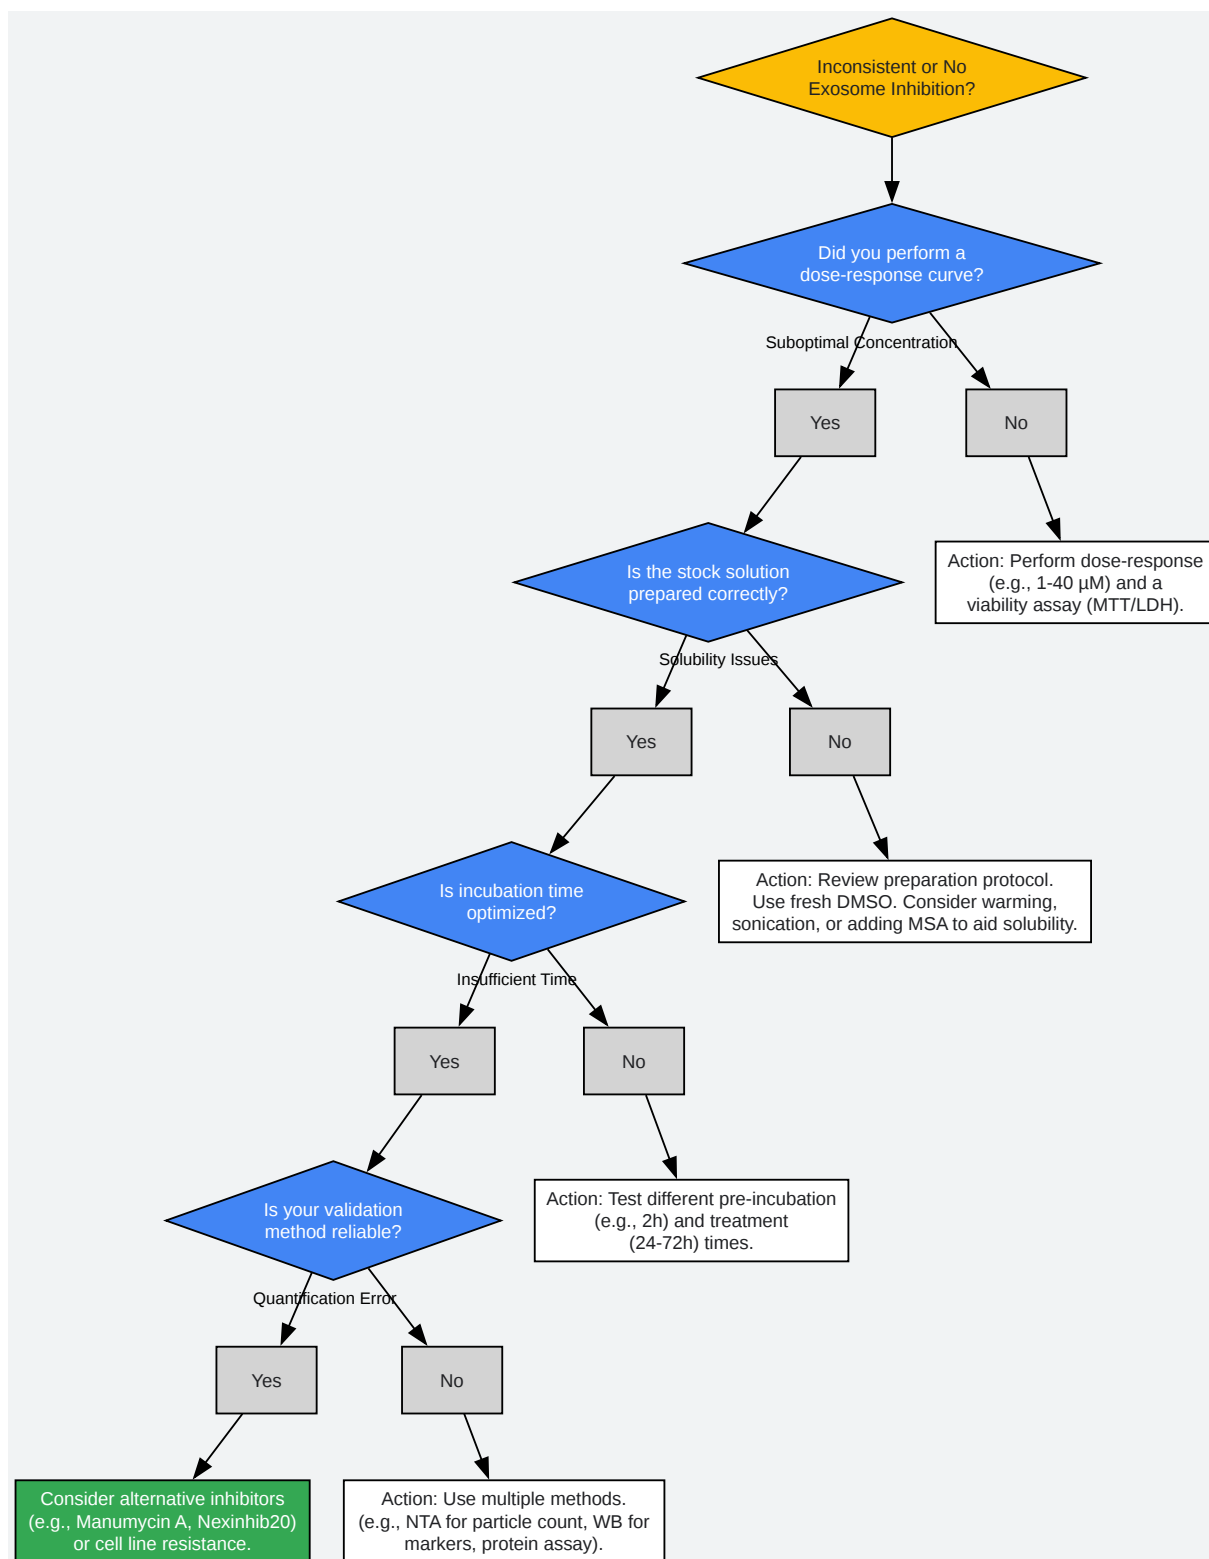 Inconsistent or No
Exosome Inhibition?
Did you perform a
dose-response curve?
Suboptimal Concentration
Yes
No
Is the stock solution
prepared correctly?
Action: Perform dose-response
(e.g., 1-40 µM) and a
viability assay (MTT/LDH).
Solubility Issues
Yes
No
Is incubation time
optimized?
Action: Review preparation protocol.
Use fresh DMSO. Consider warming,
sonication, or adding MSA to aid solubility.
Insufficient Time
Yes
No
Is your validation
method reliable?
Action: Test different pre-incubation
(e.g., 2h) and treatment
(24-72h) times.
Quantification Error
Yes
No
Consider alternative inhibitors
(e.g., Manumycin A, Nexinhib20)
or cell line resistance.
Action: Use multiple methods.
(e.g., NTA for particle count, WB for
markers, protein assay).